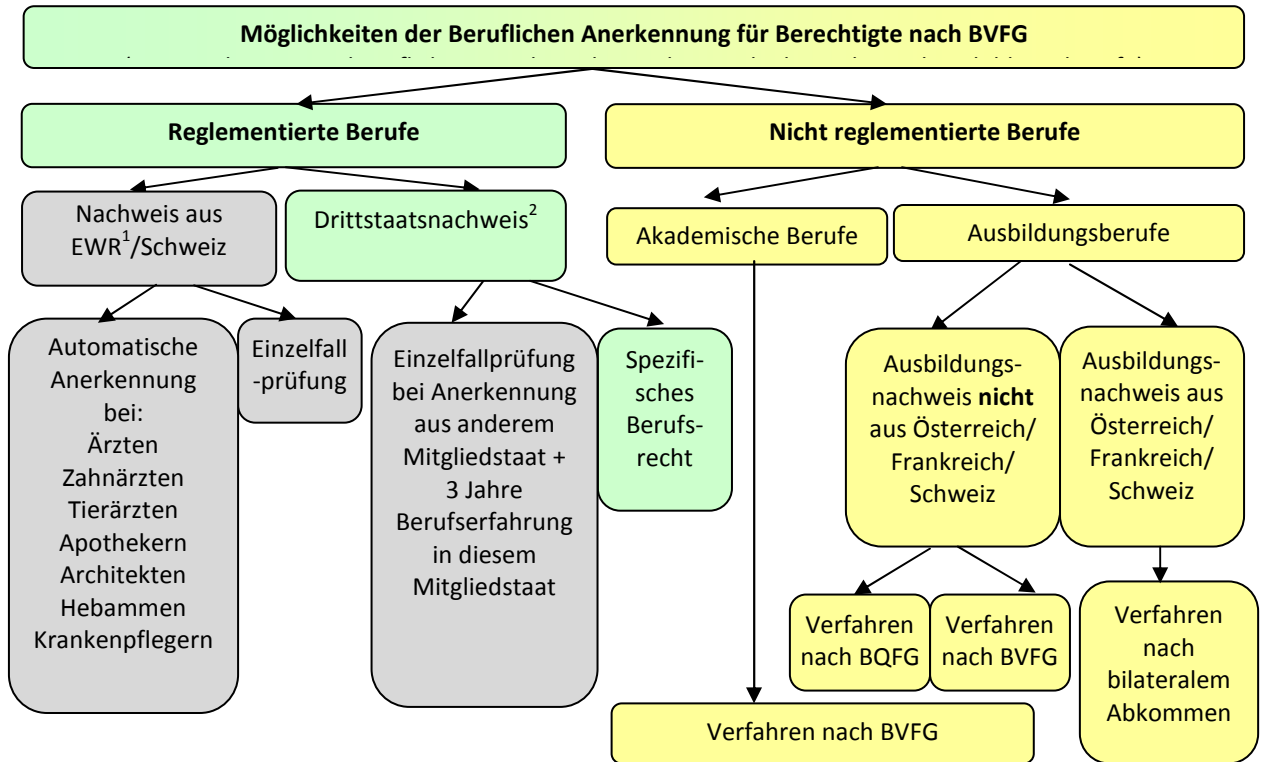 Möglichkeiten der Beruflichen Anerkennung für Berechtigte nach BVFG
Reglementierte Berufe
Nicht reglementierte Berufe
Nachweis aus
EWR¹/Schweiz
Drittstaatsnachweis²
Akademische Berufe
Ausbildungsberufe
Automatische
Anerkennung
bei:
Ärzten
Zahnärzten
Tierärzten
Apothekern
Architekten
Hebammen
Krankenpflegern
Einzelfall
-prüfung
Einzelfallprüfung
bei Anerkennung
aus anderem
Mitgliedstaat +
3 Jahre
Berufserfahrung
in diesem
Mitgliedstaat
Spezifi-
sches
Berufs-
recht
Ausbildungs-
nachweis nicht
aus Österreich/
Frankreich/
Schweiz
Ausbildungs-
nachweis aus
Österreich/
Frankreich/
Schweiz
Verfahren
nach BQFG
Verfahren
nach BVFG
Verfahren
nach
bilateralem
Abkommen
Verfahren nach BVFG